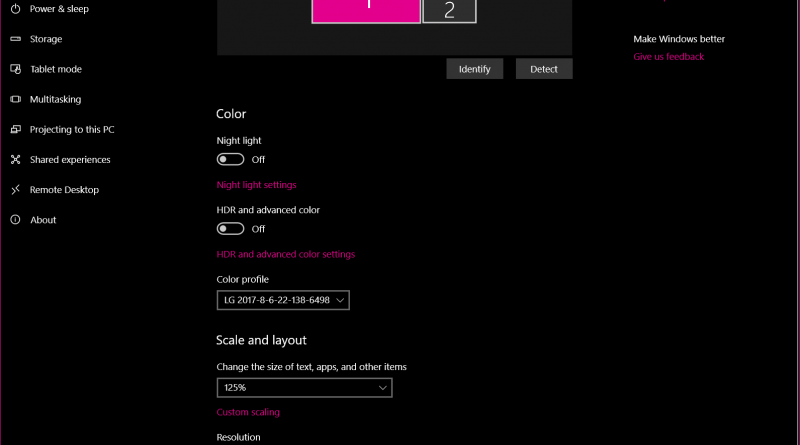 Power & sleep
Storage
Tablet mode
Multitasking
Projecting to this PC
Shared experiences
Remote Desktop
About
2
Identify
Detect
Color
Night light
Off
Night light settings
HDR and advanced color
Off
HDR and advanced color settings
Color profile
LG 2017-8-6-22-138-6498
Scale and layout
Change the size of text, apps, and other items
125%
Custom scaling
Resolution
Make Windows better
Give us feedback